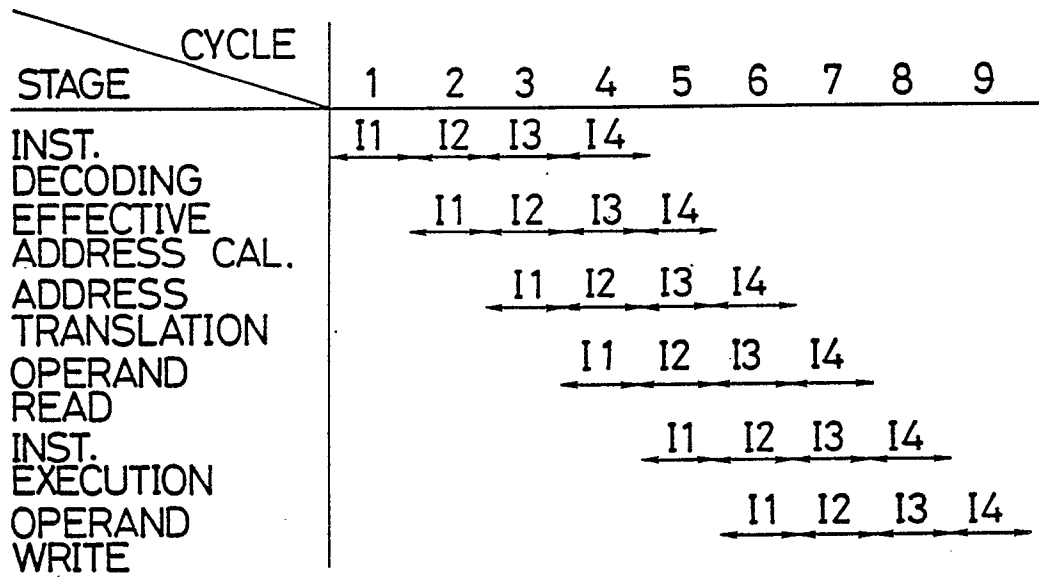 CYCLE
STAGE 1 2 3 4 5 6 7 8 9
INST. I1 I2 I3 I4
DECODING
EFFECTIVE I1 I2 I3 I4
ADDRESS CAL.
ADDRESS I1 I2 I3 I4
TRANSLATION
OPERAND I1 I2 I3 I4
READ
INST. I1 I2 I3 I4
EXECUTION
OPERAND I1 I2 I3 I4
WRITE